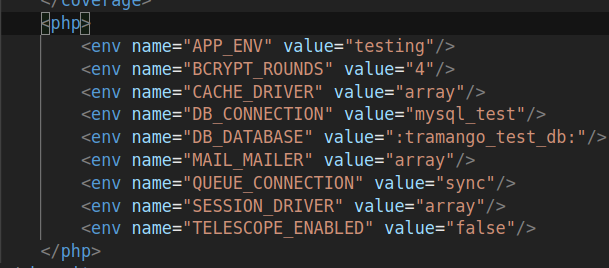 </coverage>
<php>
<env name="APP_ENV" value="testing"/>
<env name="BCRYPT_ROUNDS" value="4"/>
<env name="CACHE_DRIVER" value="array"/>
<env name="DB_CONNECTION" value="mysql_test"/>
<env name="DB_DATABASE" value=":tramango_test_db:"/>
<env name="MAIL_MAILER" value="array"/>
<env name="QUEUE_CONNECTION" value="sync"/>
<env name="SESSION_DRIVER" value="array"/>
<env name="TELESCOPE_ENABLED" value="false"/>
</php>